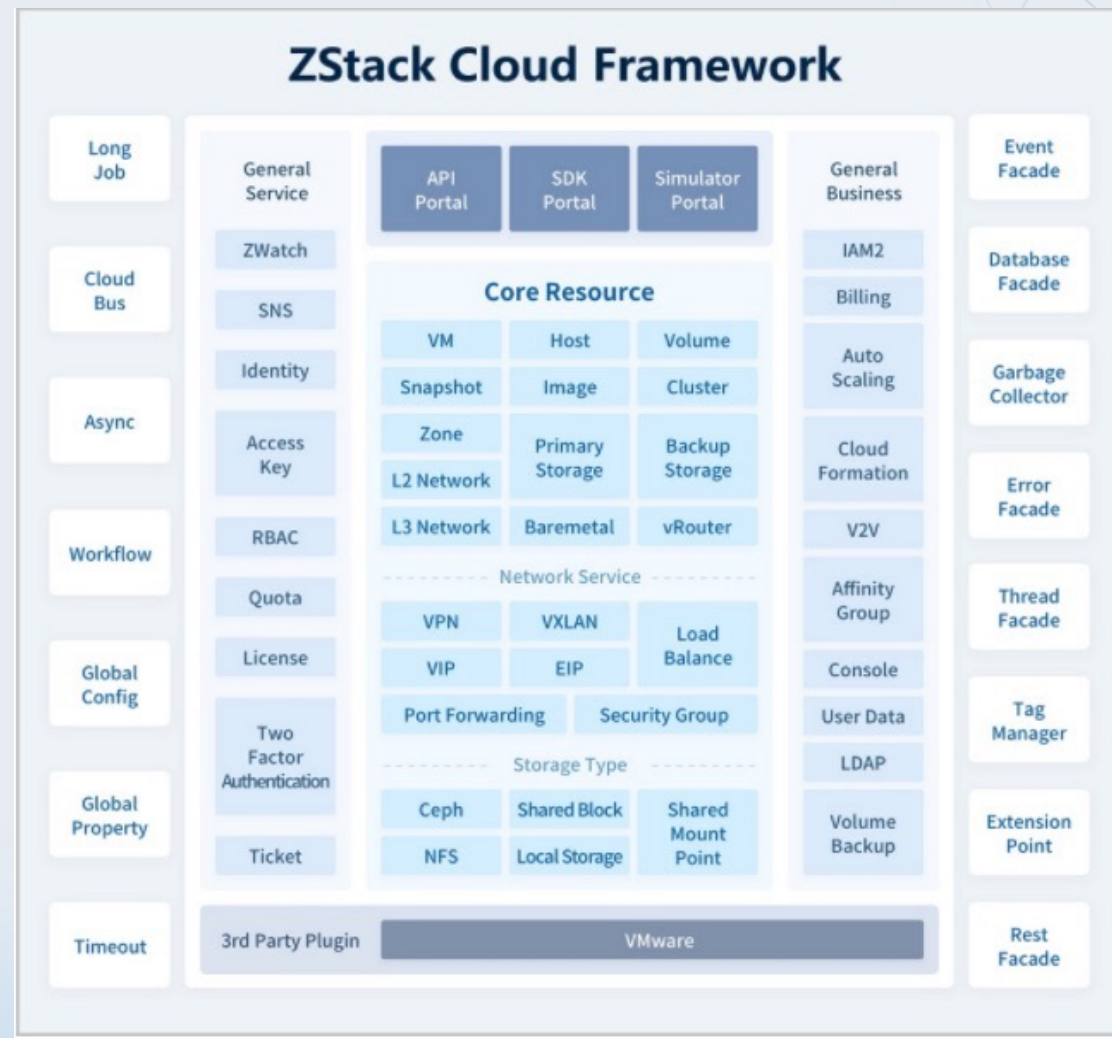 ZStack Cloud Framework
Long
Job
Cloud
Bus
Async
Workflow
Global
Config
Global
Property
Timeout
General
Service
ZWatch
SNS
Identity
Access
Key
RBAC
Quota
License
Two
Factor
Authentication
Ticket
API
Portal
SDK
Portal
Simulator
Portal
Core Resource
VM
Host
Volume
Snapshot
Image
Cluster
Zone
L2 Network
Primary
Storage
Backup
Storage
L3 Network
Baremetal
vRouter
Network Service
VPN
VXLAN
VIP
EIP
Load
Balance
Port Forwarding
Security Group
Storage Type
Ceph
Shared Block
NFS
Local Storage
Shared
Mount
Point
General
Business
IAM2
Billing
Auto
Scaling
Cloud
Formation
V2V
Affinity
Group
Console
User Data
LDAP
Volume
Backup
3rd Party Plugin
VMware
Event
Facade
Database
Facade
Garbage
Collector
Error
Facade
Thread
Facade
Tag
Manager
Extension
Point
Rest
Facade